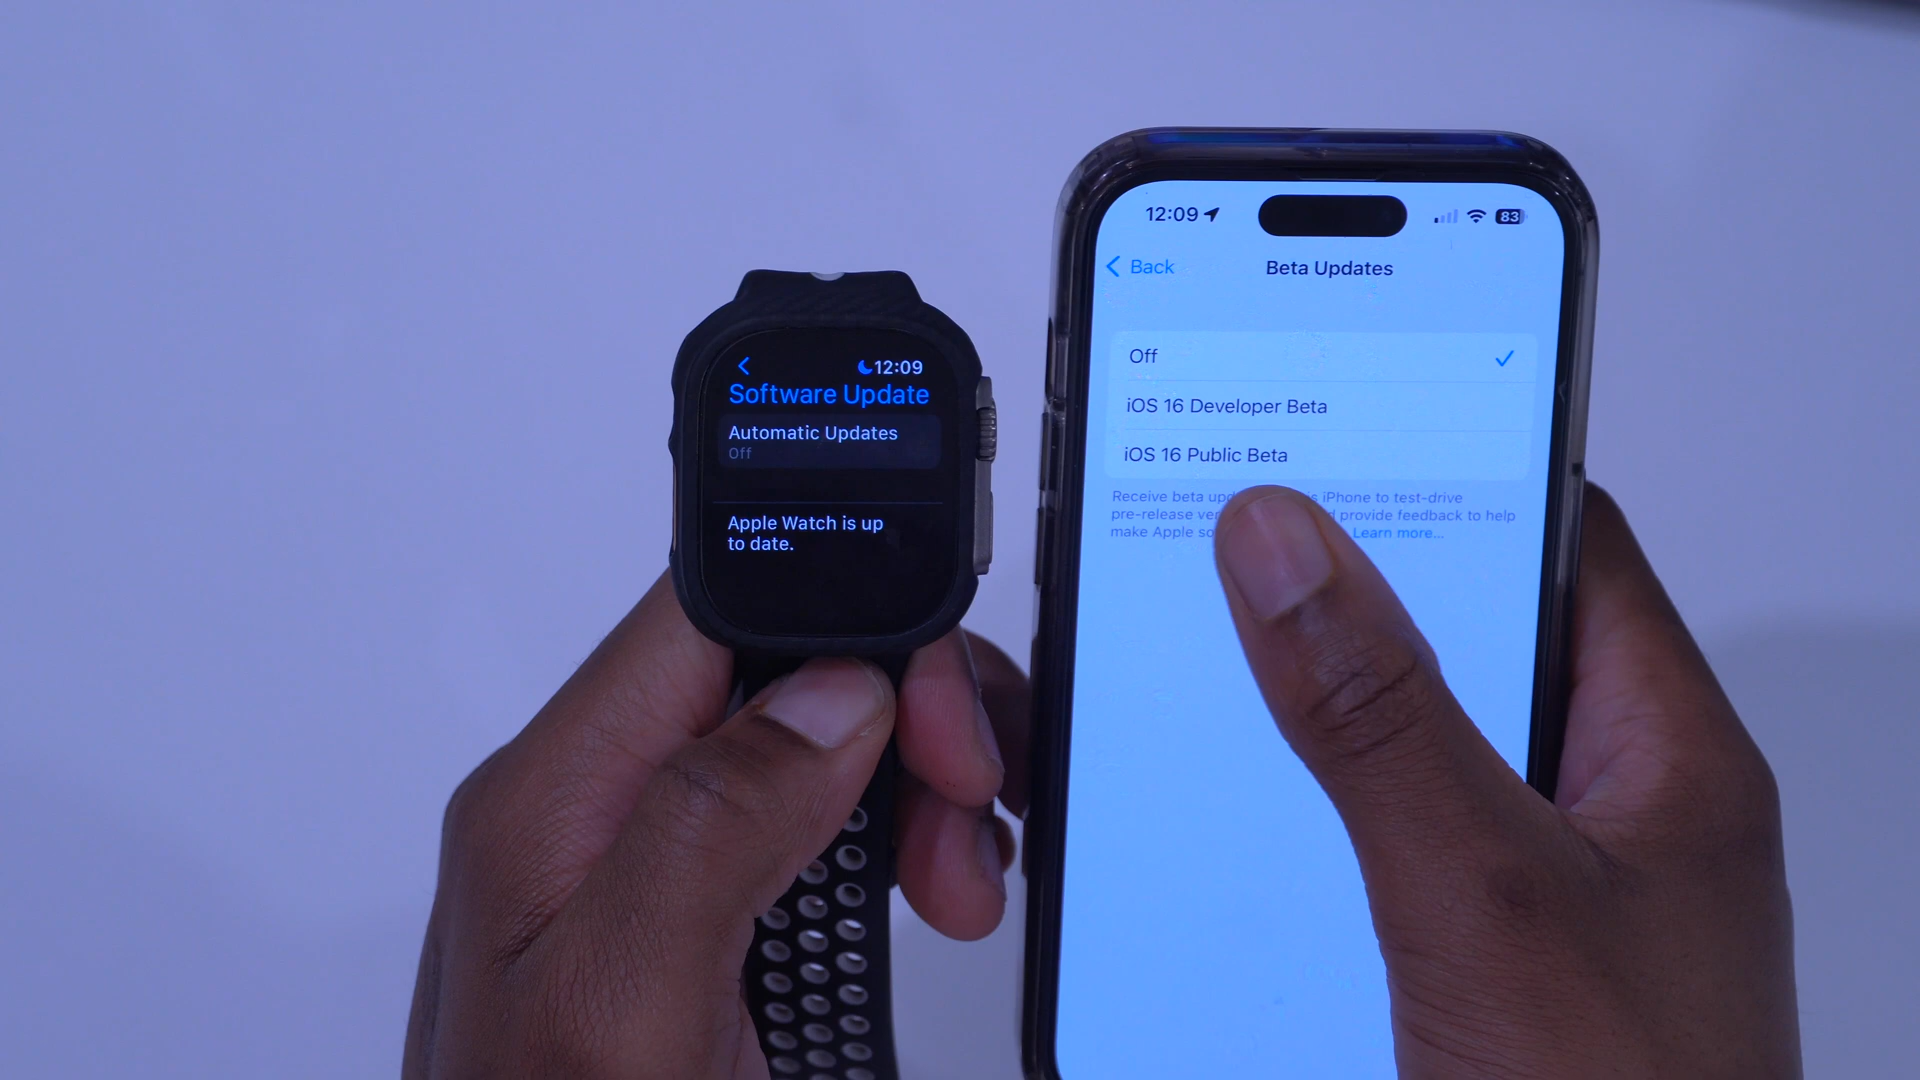 12:09
Software Update
Automatic Updates
Off
Apple Watch is up
to date.
12:09
83
Back
Beta Updates
Off
iOS 16 Developer Beta
iOS 16 Public Beta
Receive beta iPhone to test-drive
pre-release provide feedback to help
make Apple Learn more...